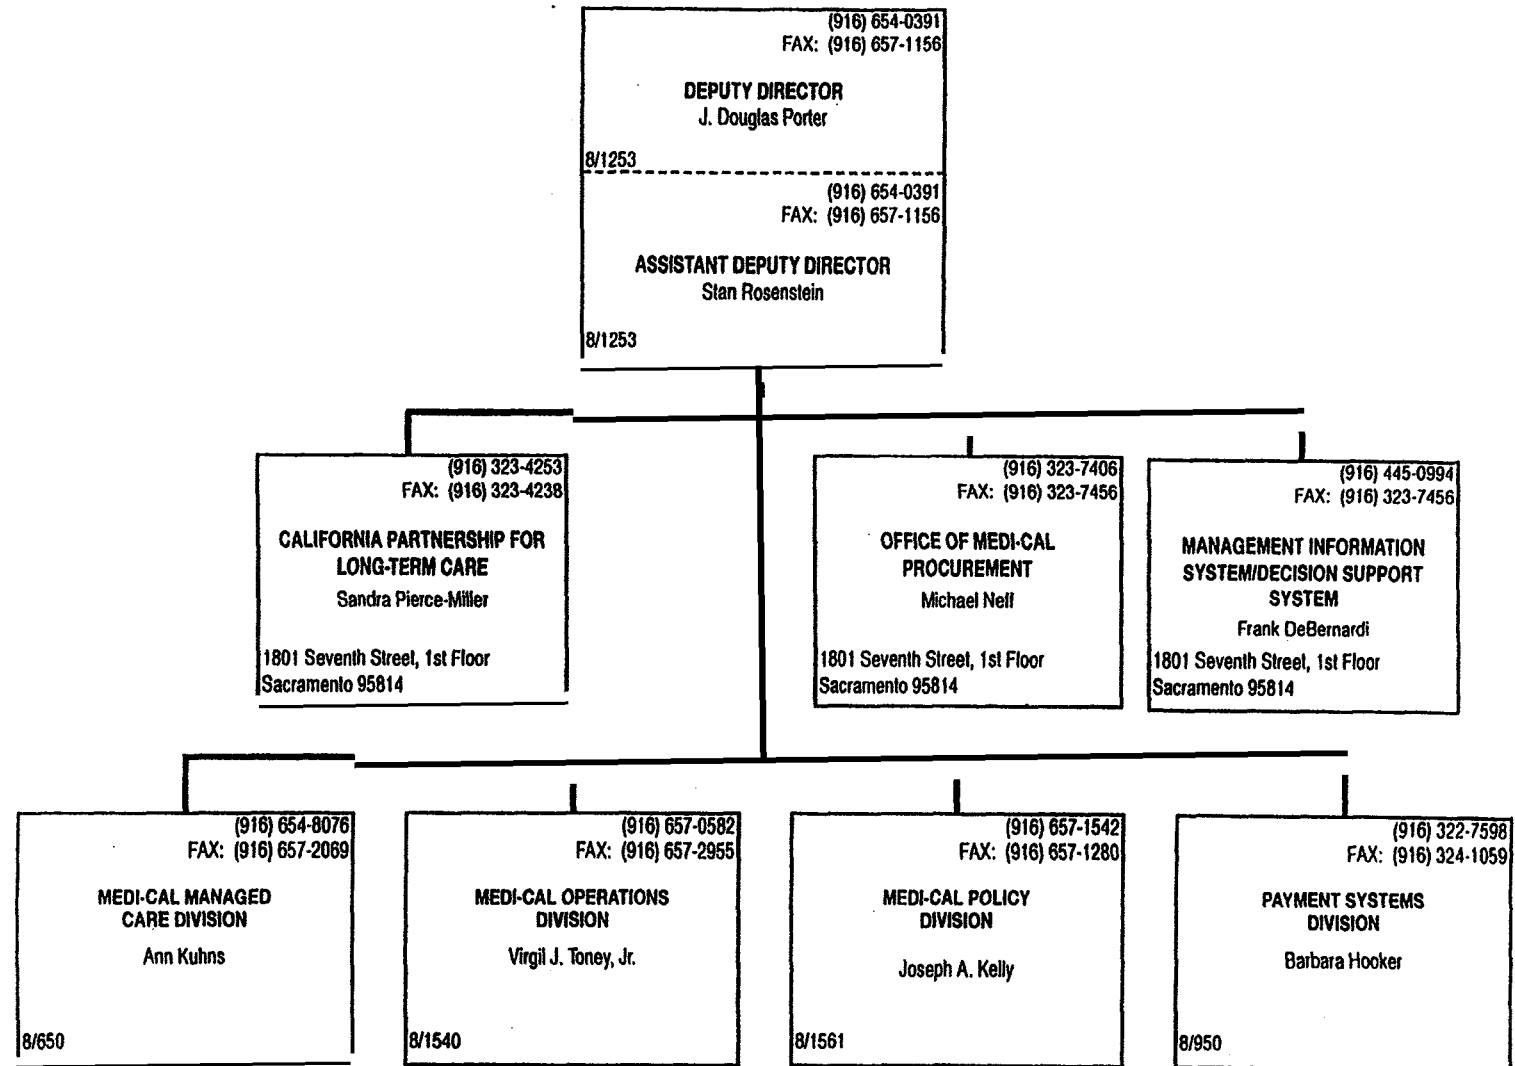 (916) 654-0391
FAX: (916) 657-1156
DEPUTY DIRECTOR
J. Douglas Porter
8/1253
(916) 654-0391
FAX: (916) 657-1156
ASSISTANT DEPUTY DIRECTOR
Stan Rosenstein
8/1253
(916) 323-4253
FAX: (916) 323-4238
CALIFORNIA PARTNERSHIP FOR
LONG-TERM CARE
Sandra Pierce-Miller
1801 Seventh Street, 1st Floor
Sacramento 95814
(916) 323-7406
FAX: (916) 323-7456
OFFICE OF MEDI-CAL
PROCUREMENT
Michael Neff
1801 Seventh Street, 1st Floor
Sacramento 95814
(916) 445-0994
FAX: (916) 323-7456
MANAGEMENT INFORMATION
SYSTEM/DECISION SUPPORT
SYSTEM
Frank DeBernardi
1801 Seventh Street, 1st Floor
Sacramento 95814
(916) 654-8076
FAX: (916) 657-2069
MEDI-CAL MANAGED
CARE DIVISION
Ann Kuhns
8/650
(916) 657-0582
FAX: (916) 657-2955
MEDI-CAL OPERATIONS
DIVISION
Virgil J. Toney, Jr.
8/1540
(916) 657-1542
FAX: (916) 657-1280
MEDI-CAL POLICY
DIVISION
Joseph A. Kelly
8/1561
(916) 322-7598
FAX: (916) 324-1059
PAYMENT SYSTEMS
DIVISION
Barbara Hooker
8/950